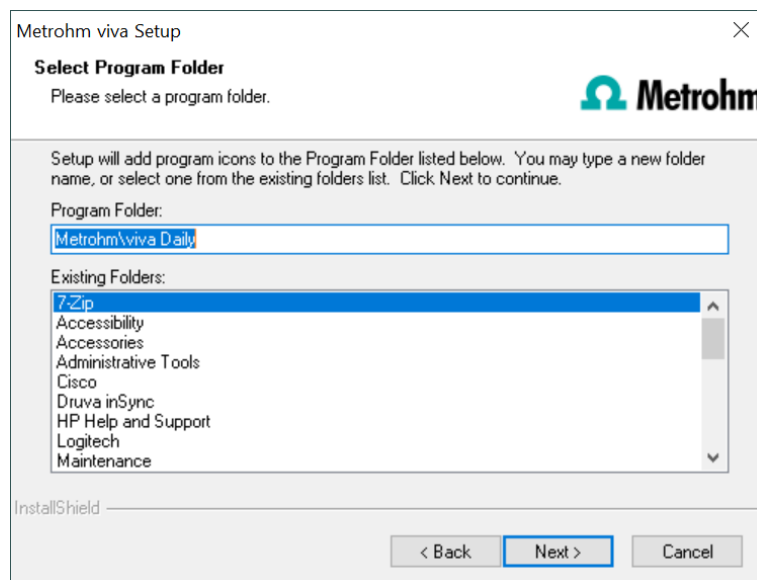 Metrohm viva Setup
Select Program Folder
Please select a program folder.
Metrohm
Setup will add program icons to the Program Folder listed below. You may type a new folder
name, or select one from the existing folders list. Click Next to continue.
Program Folder:
Metrohm\viva Daily
Existing Folders:
7-Zip
Accessibility
Accessories
Administrative Tools
Cisco
Druva inSync
HP Help and Support
Logitech
Maintenance
InstallShield
< Back
Next >
Cancel